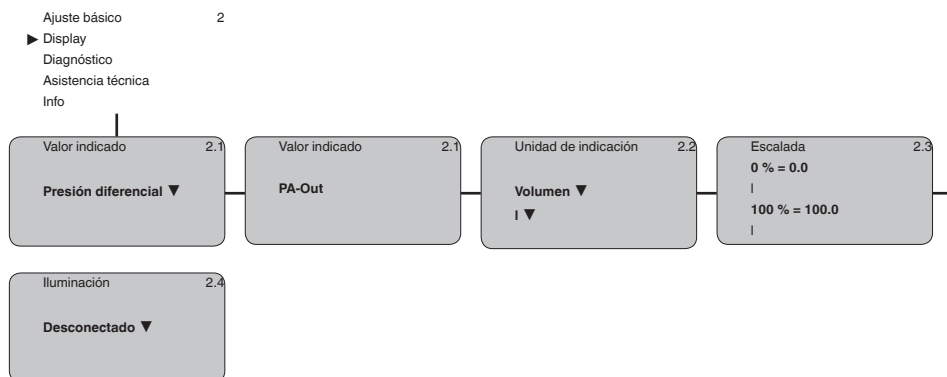 Ajuste básico 2
▶ Display
Diagnóstico
Asistencia técnica
Info
Valor indicado 2.1
Presión diferencial ▼
Valor indicado 2.1
PA-Out
Unidad de indicación 2.2
Volumen ▼
l ▼
Escalada 2.3
0 % = 0.0
l
100 % = 100.0
l
Iluminación 2.4
Desconectado ▼